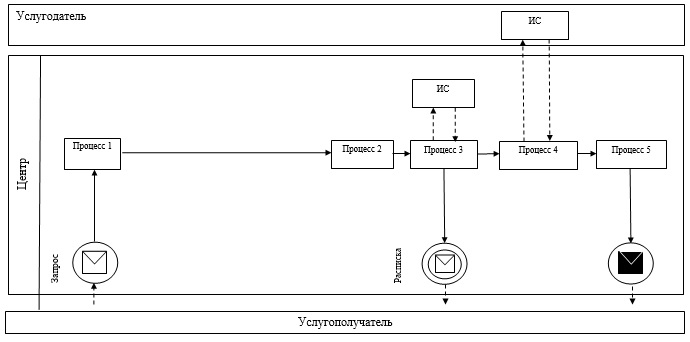 Услугодатель
ИС
ИС
Центр
Процесс 1
Процесс 2
Процесс 3
Процесс 4
Процесс 5
Запрос
Расписка
Услугополучатель